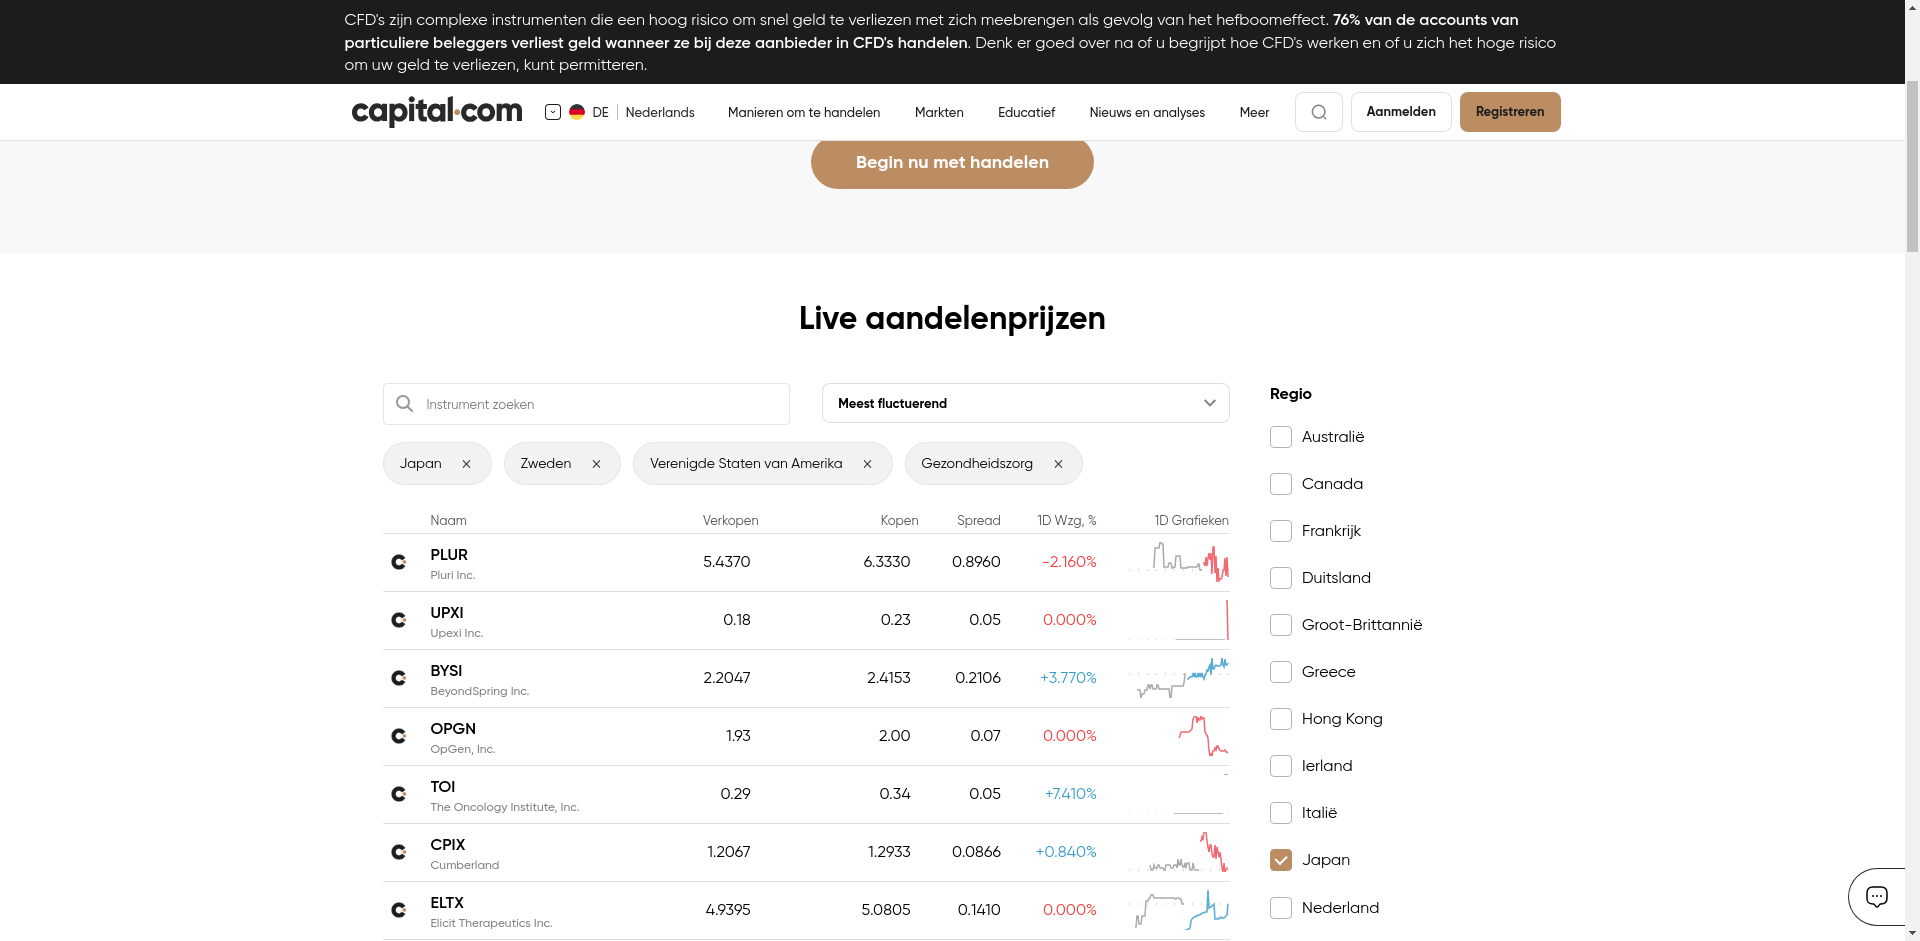 CFD's zijn complexe instrumenten die een hoog risico om snel geld te verliezen met zich meebrengen als gevolg van het hefboomeffect. 76% van de accounts van
particuliere beleggers verliest geld wanneer ze bij deze aanbieder in CFD's handelen. Denk er goed over na of u begrijpt hoe CFD's werken en of u zich het hoge risico
om uw geld te verliezen, kunt permitteren.
capital.com DE Nederlands Manieren om te handelen Markten Educatief Nieuws en analyses Meer Aanmelden Registreren
Begin nu met handelen
Live aandelenprijzen
Instrument zoeken
Meest fluctuerend
Japan Zweden Verenigde Staten van Amerika Gezondheidszorg
Naam Verkopen Kopen Spread 1D Wzg, % 1D Grafieken
PLUR 5.4370 6.3330 0.8960 -2.160%
Pluri Inc.
UPXI 0.18 0.23 0.05 0.000%
Upexi Inc.
BYSI 2.2047 2.4153 0.2106 +3.770%
BeyondSpring Inc.
OPGN 1.93 2.00 0.07 0.000%
OpGen, Inc.
TOI 0.29 0.34 0.05 +7.410%
The Oncology Institute, Inc.
CPIX 1.2067 1.2933 0.0866 +0.840%
Cumberland
ELTX 4.9395 5.0805 0.1410 0.000%
Elicit Therapeutics Inc.
Regio
Australië
Canada
Frankrijk
Duitsland
Groot-Brittannië
Greece
Hong Kong
Ierland
Italië
Japan
Nederland